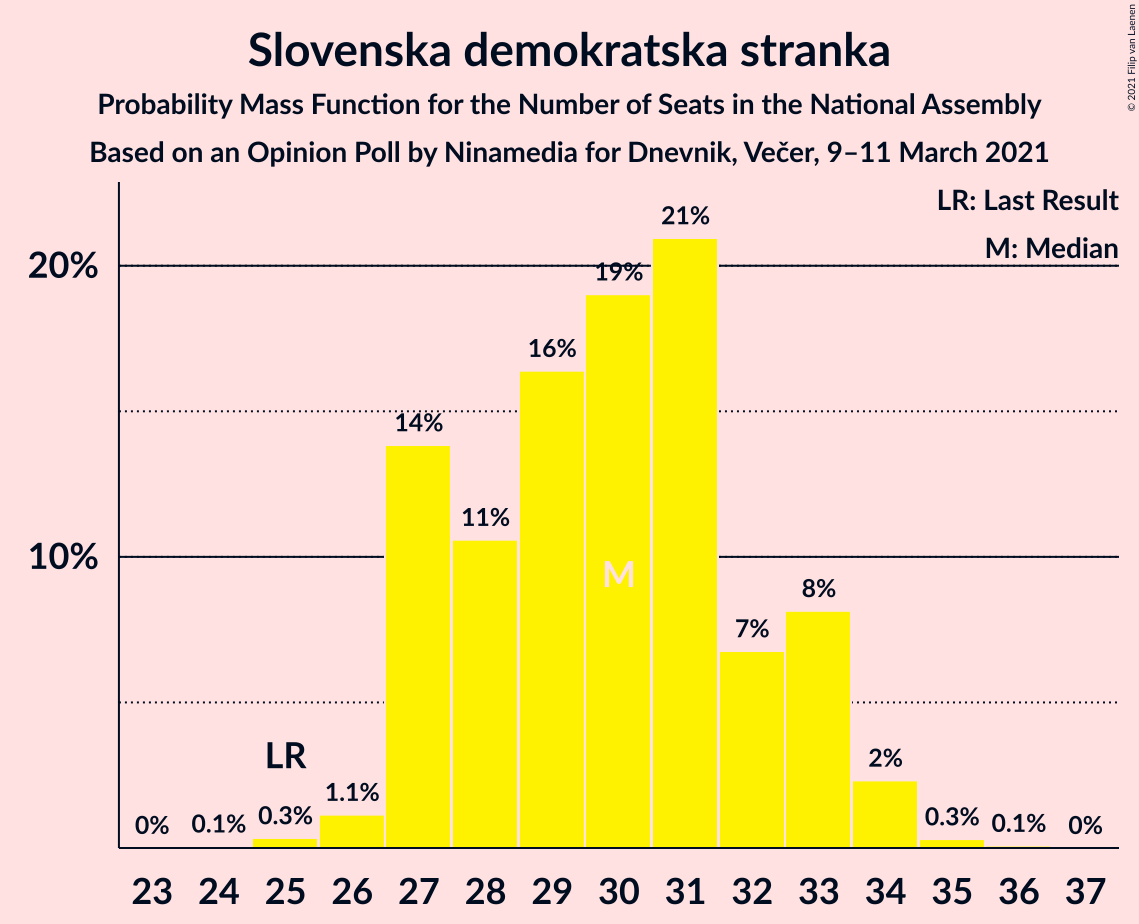 © 2021 Filip van Laenen
Slovenska demokratska stranka
Probability Mass Function for the Number of Seats in the National Assembly
Based on an Opinion Poll by Ninamedia for Dnevnik, Večer, 9–11 March 2021
LR: Last Result
M: Median
20%
10%
0%
0.1%
0.3%
1.1%
14%
11%
16%
19%
21%
7%
8%
2%
0.3%
0.1%
0%
LR
M
23 24 25 26 27 28 29 30 31 32 33 34 35 36 37